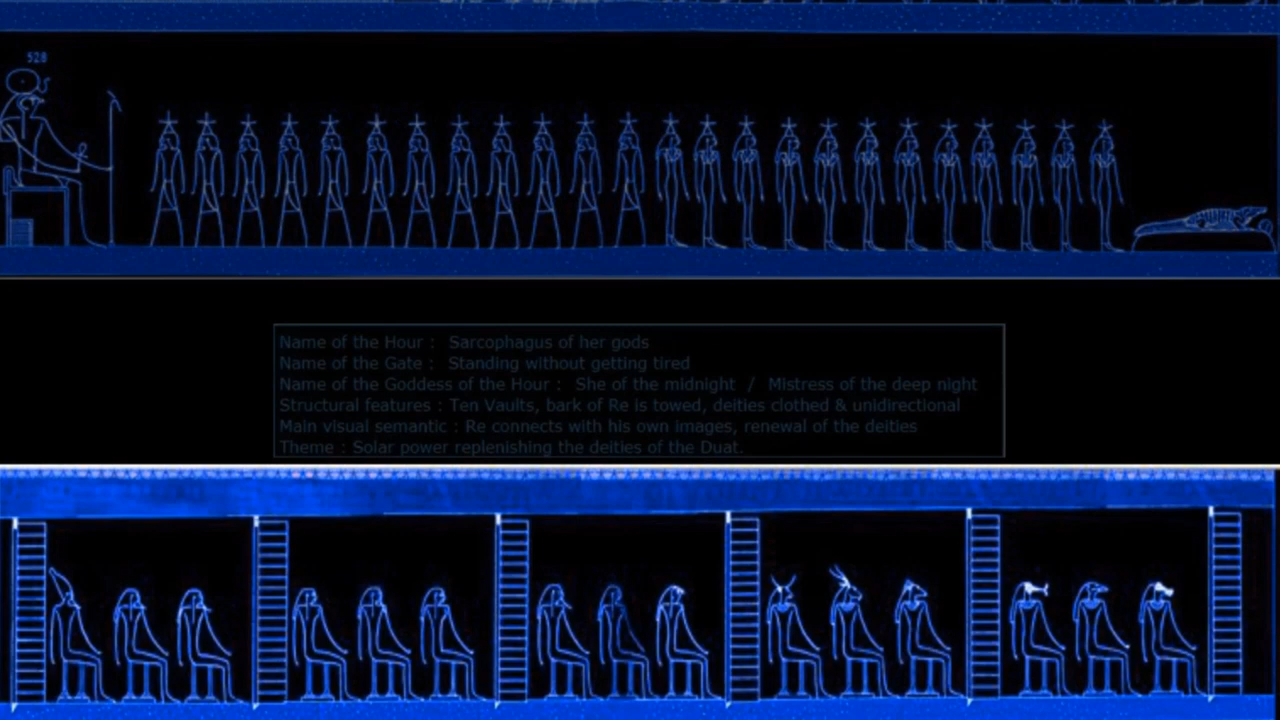 528
Name of the Hour : Sarcophagus of her gods
Name of the Gate : Standing without getting tired
Name of the Goddess of the Hour : She of the midnight / Mistress of the deep night
Structural features : Ten Vaults, bark of Re is towed, deities clothed & unidirectional
Main visual semantic : Re connects with his own images, renewal of the deities
Theme : Solar power replenishing the deities of the Duat.